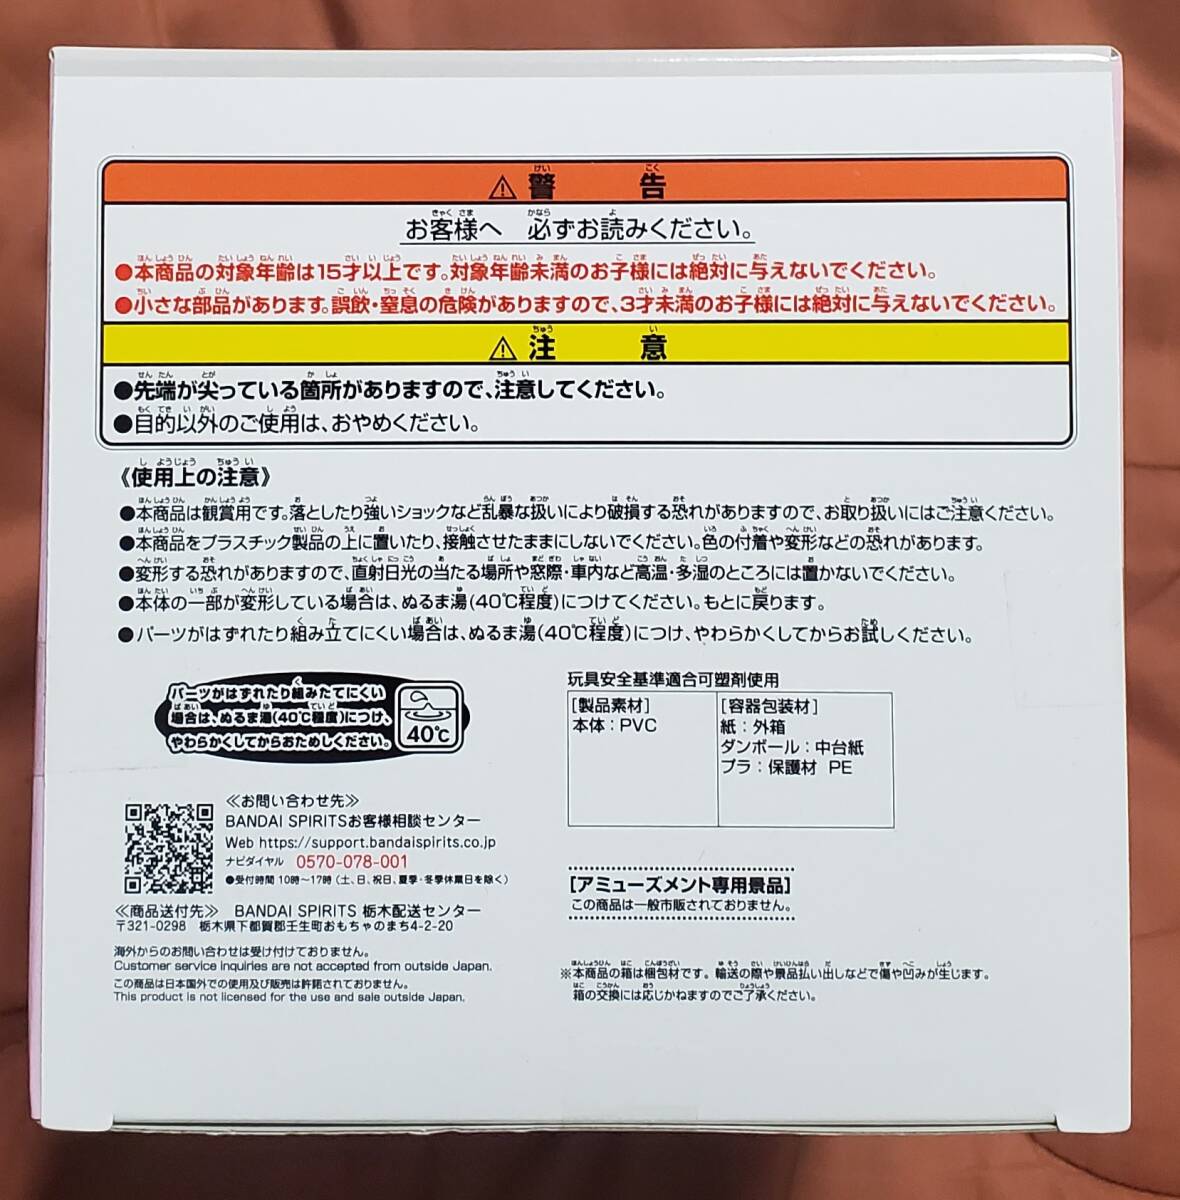 ⚠警告
お客様へ 必ずお読みください。
●本商品の対象年齢は15才以上です。対象年齢未満のお子様には絶対に与えないでください。
●小さな部品があります。誤飲・窒息の危険がありますので、3才未満のお子様には絶対に与えないでください。
⚠注意
●先端が尖っている箇所がありますので、注意してください。
●目的以外のご使用は、おやめください。
《使用上の注意》
●本商品は観賞用です。落としたり強いショックなど乱暴な扱いにより破損する恐れがありますので、お取り扱いにはご注意ください。
●本商品をプラスチック製品の上に置いたり、接触させたままにしないでください。色の付着や変形などの恐れがあります。
●変形する恐れがありますので、直射日光の当たる場所や窓際・車内など高温・多湿のところには置かないでください。
●本体の一部が変形している場合は、ぬるま湯(40℃程度)につけてください。もとに戻ります。
●パーツがはずれたり組み立てにくい場合は、ぬるま湯(40℃程度)につけ、やわらかくしてからお試しください。
パーツがはずれたり組みたてにくい
場合は、ぬるま湯(40℃程度)につけ、
やわらかくしてからおためしください。
40℃
玩具安全基準適合可塑剤使用
[製品素材]
本体：PVC
[容器包装材]
紙：外箱
ダンボール：中台紙
プラ：保護材 PE
≪お問い合わせ先≫
BANDAI SPIRITSお客様相談センター
Web https://support.bandaispirits.co.jp
ナビダイヤル 0570-078-001
●受付時間 10時～17時 (土、日、祝日、夏季・冬季休業日を除く)
≪商品送付先≫ BANDAI SPIRITS 栃木配送センター
〒321-0298 栃木県下都賀郡壬生町おもちゃのまち4-2-20
海外からのお問い合わせは受け付けておりません。
Customer service inquiries are not accepted from outside Japan.
この商品は日本国外での使用及び販売は許諾されておりません。
This product is not licensed for the use and sale outside Japan.
[アミューズメント専用景品]
この商品は一般市販されておりません。
※本商品の箱は梱包材です。輸送の際や景品払い出しなどで傷や凹みが生じます。
箱の交換には応じかねますのでご了承ください。